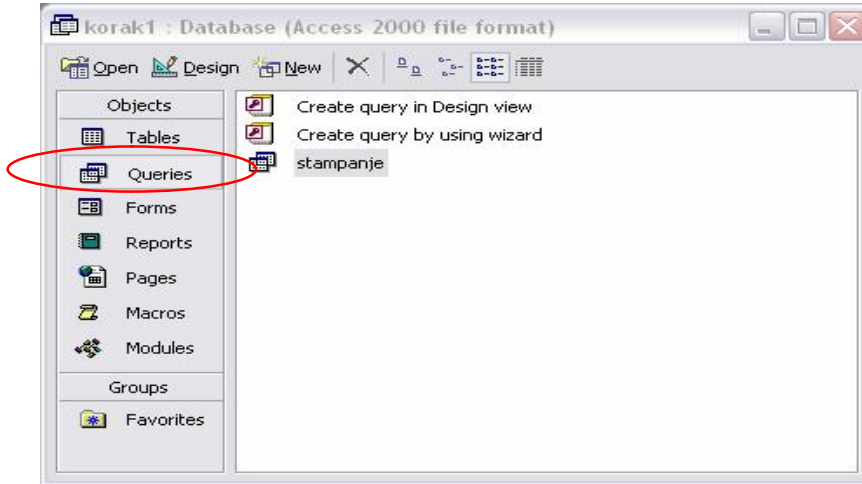 korak1 : Database (Access 2000 file format)
Open Design New
Objects
Tables
Queries
Forms
Reports
Pages
Macros
Modules
Groups
Favorites
Create query in Design view
Create query by using wizard
stampanje